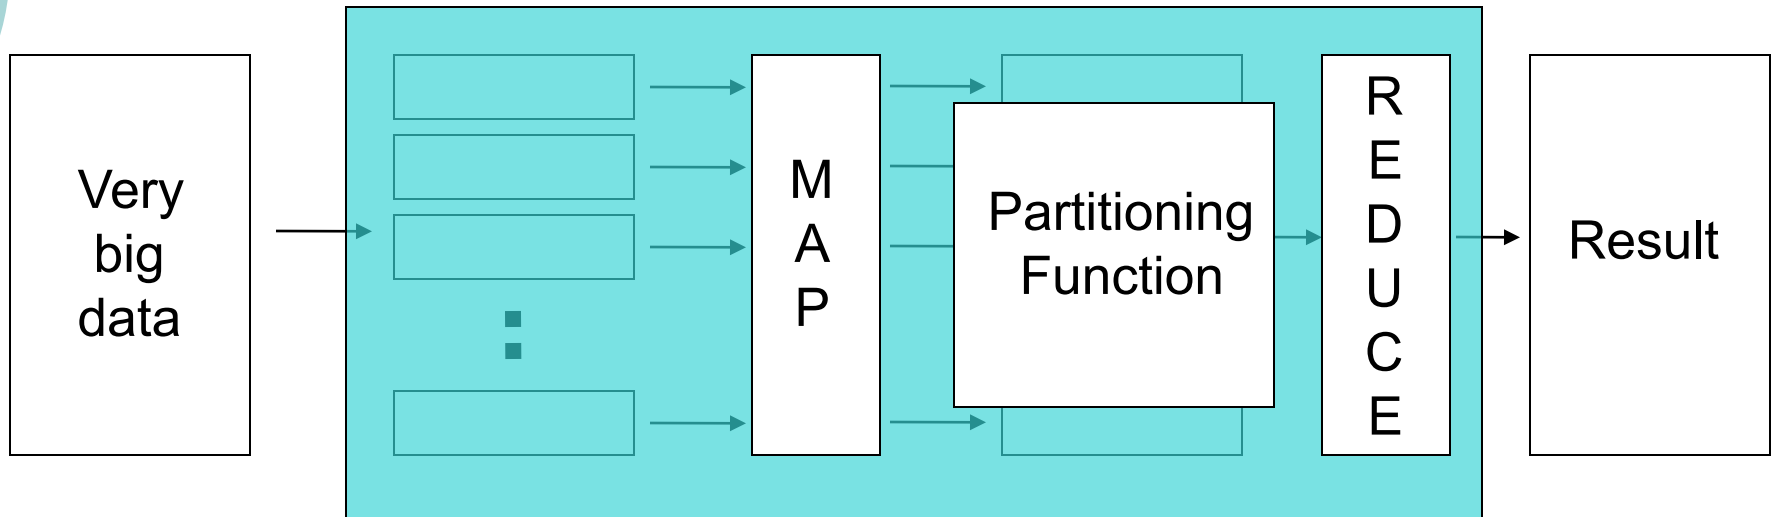 Very
big
data
M
A
P
Partitioning
Function
R
E
D
U
C
E
Result